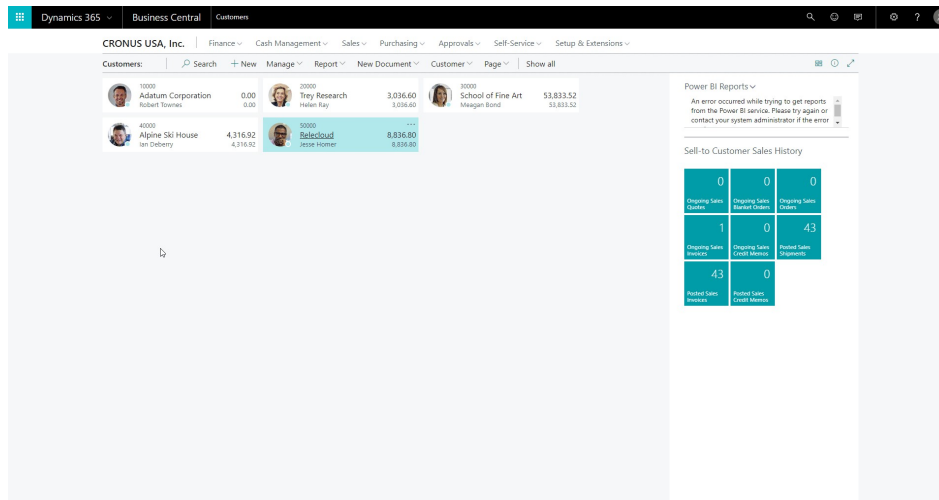 Dynamics 365 Business Central Customers ?
CRONUS USA, Inc. Finance Cash Management Sales Purchasing Approvals Self-Service Setup & Extensions
Customers: Search + New Manage Report New Document Customer Page Show all
10000
Adatum Corporation 0.00
Robert Townes 0.00
20000
Trey Research 3,036.60
Helen Ray 3,036.60
30000
School of Fine Art 53,833.52
Meagan Bond 53,833.52
40000
Alpine Ski House 4,316.92
Ian Deberry 4,316.92
50000 ...
Relecloud 8,836.80
Jesse Homer 8,836.80
Power BI Reports
An error occurred while trying to get reports
from the Power BI service. Please try again or
contact your system administrator if the error
Sell-to Customer Sales History
0
Ongoing Sales
Quotes
0
Ongoing Sales
Blanket Orders
0
Ongoing Sales
Orders
1
Ongoing Sales
Invoices
0
Ongoing Sales
Credit Memos
43
Posted Sales
Shipments
43
Posted Sales
Invoices
0
Posted Sales
Credit Memos